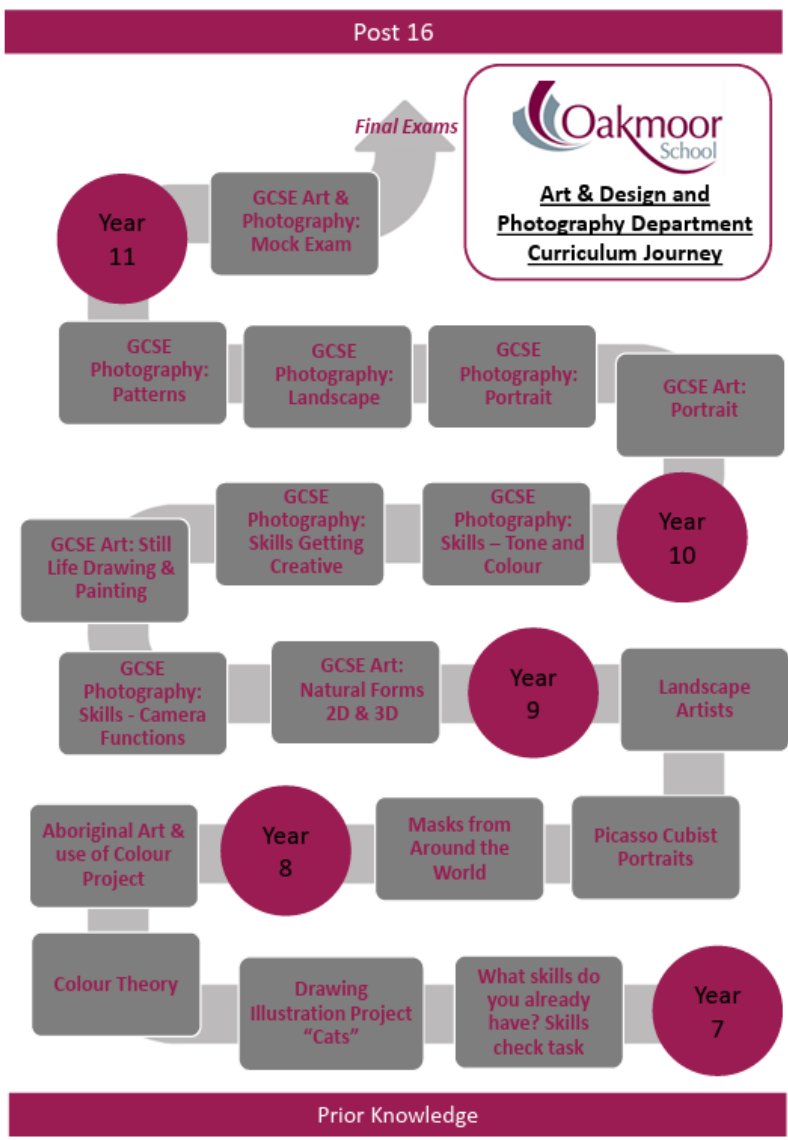 Post 16
Final Exams
Oakmoor
School
Art & Design and
Photography Department
Curriculum Journey
Year
11
GCSE Art &
Photography:
Mock Exam
GCSE
Photography:
Patterns
GCSE
Photography:
Landscape
GCSE
Photography:
Portrait
GCSE Art:
Portrait
GCSE Art: Still
Life Drawing &
Painting
GCSE
Photography:
Skills Getting
Creative
GCSE
Photography:
Skills – Tone and
Colour
Year
10
GCSE
Photography:
Skills - Camera
Functions
GCSE Art:
Natural Forms
2D & 3D
Year
9
Landscape
Artists
Aboriginal Art &
use of Colour
Project
Year
8
Masks from
Around the
World
Picasso Cubist
Portraits
Colour Theory
Drawing
Illustration Project
“Cats”
What skills do
you already
have? Skills
check task
Year
7
Prior Knowledge